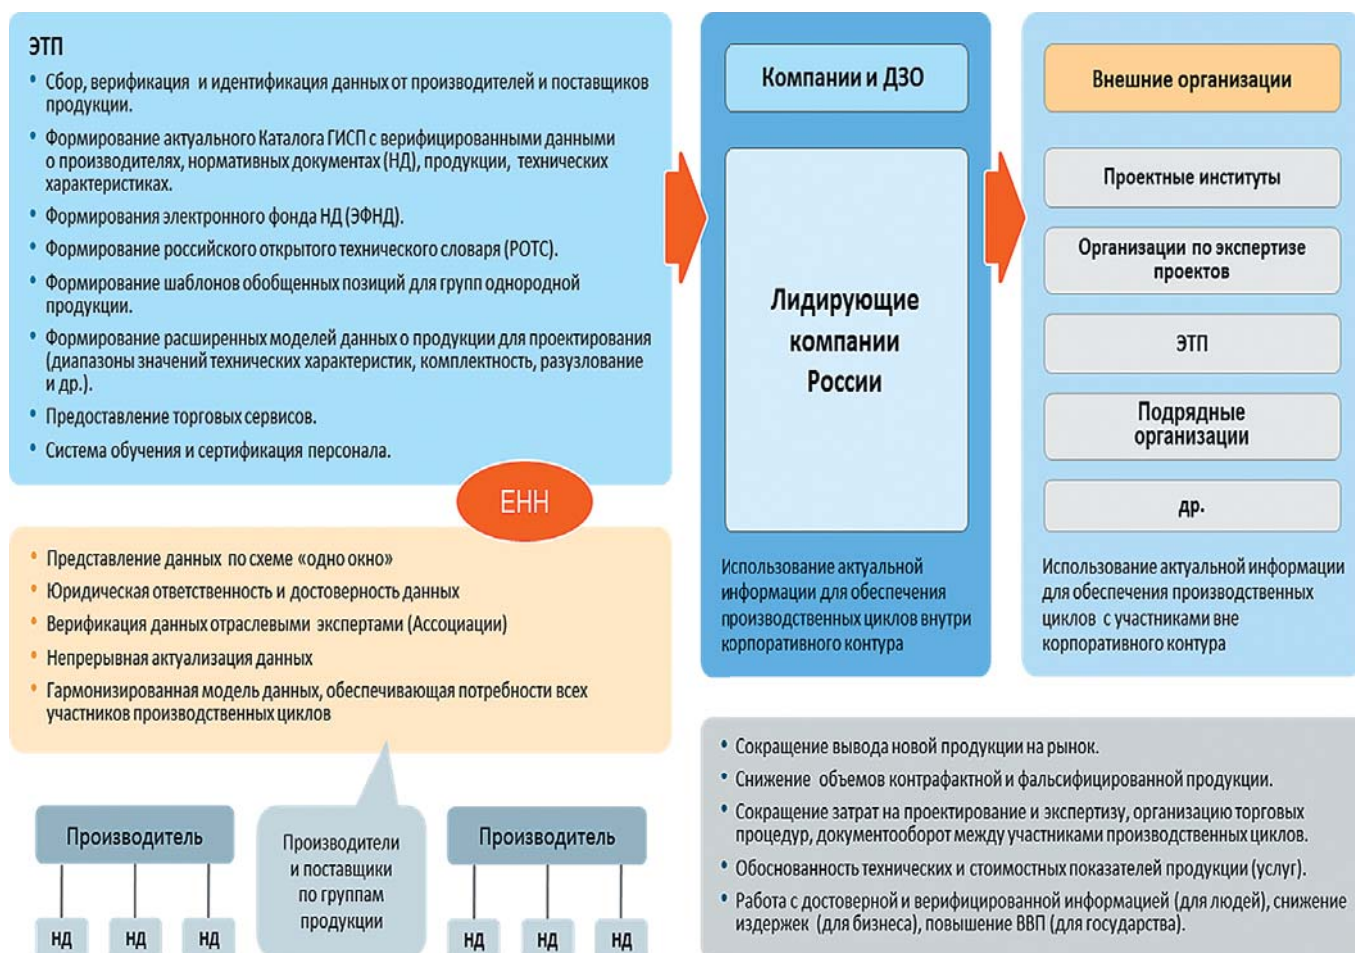 ЭТП
• Сбор, верификация и идентификация данных от производителей и поставщиков
продукции.
• Формирование актуального Каталога ГИСП с верифицированными данными
о производителях, нормативных документах (НД), продукции, технических
характеристиках.
• Формирования электронного фонда НД (ЭФНД).
• Формирование российского открытого технического словаря (РОТС).
• Формирование шаблонов обобщенных позиций для групп однородной
продукции.
• Формирование расширенных моделей данных о продукции для проектирования
(диапазоны значений технических характеристик, комплектность, разузлование
и др.).
• Предоставление торговых сервисов.
• Система обучения и сертификация персонала.
ЕНН
• Представление данных по схеме «одно окно»
• Юридическая ответственность и достоверность данных
• Верификация данных отраслевыми экспертами (Ассоциации)
• Непрерывная актуализация данных
• Гармонизированная модель данных, обеспечивающая потребности всех
участников производственных циклов
Производитель
НД
НД
НД
Производители
и поставщики
по группам
продукции
Производитель
НД
НД
НД
Компании и ДЗО
Лидирующие
компании
России
Использование актуальной
информации для обеспечения
производственных циклов внутри
корпоративного контура
Внешние организации
Проектные институты
Организации по экспертизе
проектов
ЭТП
Подрядные
организации
др.
Использование актуальной информации
для обеспечения производственных
циклов с участниками вне
корпоративного контура
• Сокращение вывода новой продукции на рынок.
• Снижение объемов контрафактной и фальсифицированной продукции.
• Сокращение затрат на проектирование и экспертизу, организацию торговых
процедур, документооборот между участниками производственных циклов.
• Обоснованность технических и стоимостных показателей продукции (услуг).
• Работа с достоверной и верифицированной информацией (для людей), снижение
издержек (для бизнеса), повышение ВВП (для государства).